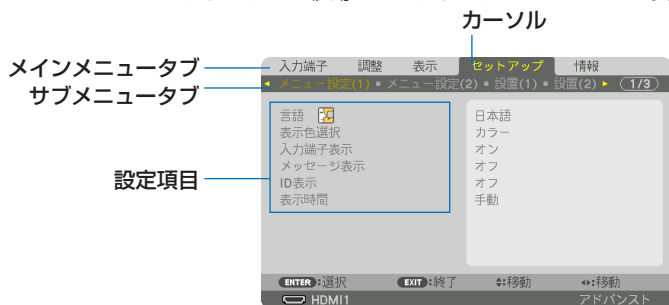 カーソル
メインメニュータブ
サブメニュータブ
設定項目
入力端子 調整 表示 セットアップ 情報
メニュー設定(1) • メニュー設定(2) • 設置(1) • 設置(2) 1/3
言語 日本語
表示色選択 カラー
入力端子表示 オン
メッセージ表示 オフ
ID表示 オフ
表示時間 手動
ENTER:選択 EXIT:終了 :移動 :移動
HDMI1 アドバンスト